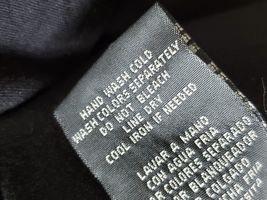 HAND WASH COLD
WASH COLORS SEPARATELY
DO NOT BLEACH
LINE DRY
COOL IRON IF NEEDED
LAVAR A MANO
CON AGUA FRIA
COLORES SEPARADO
BLANQUEADOR
COLGADO